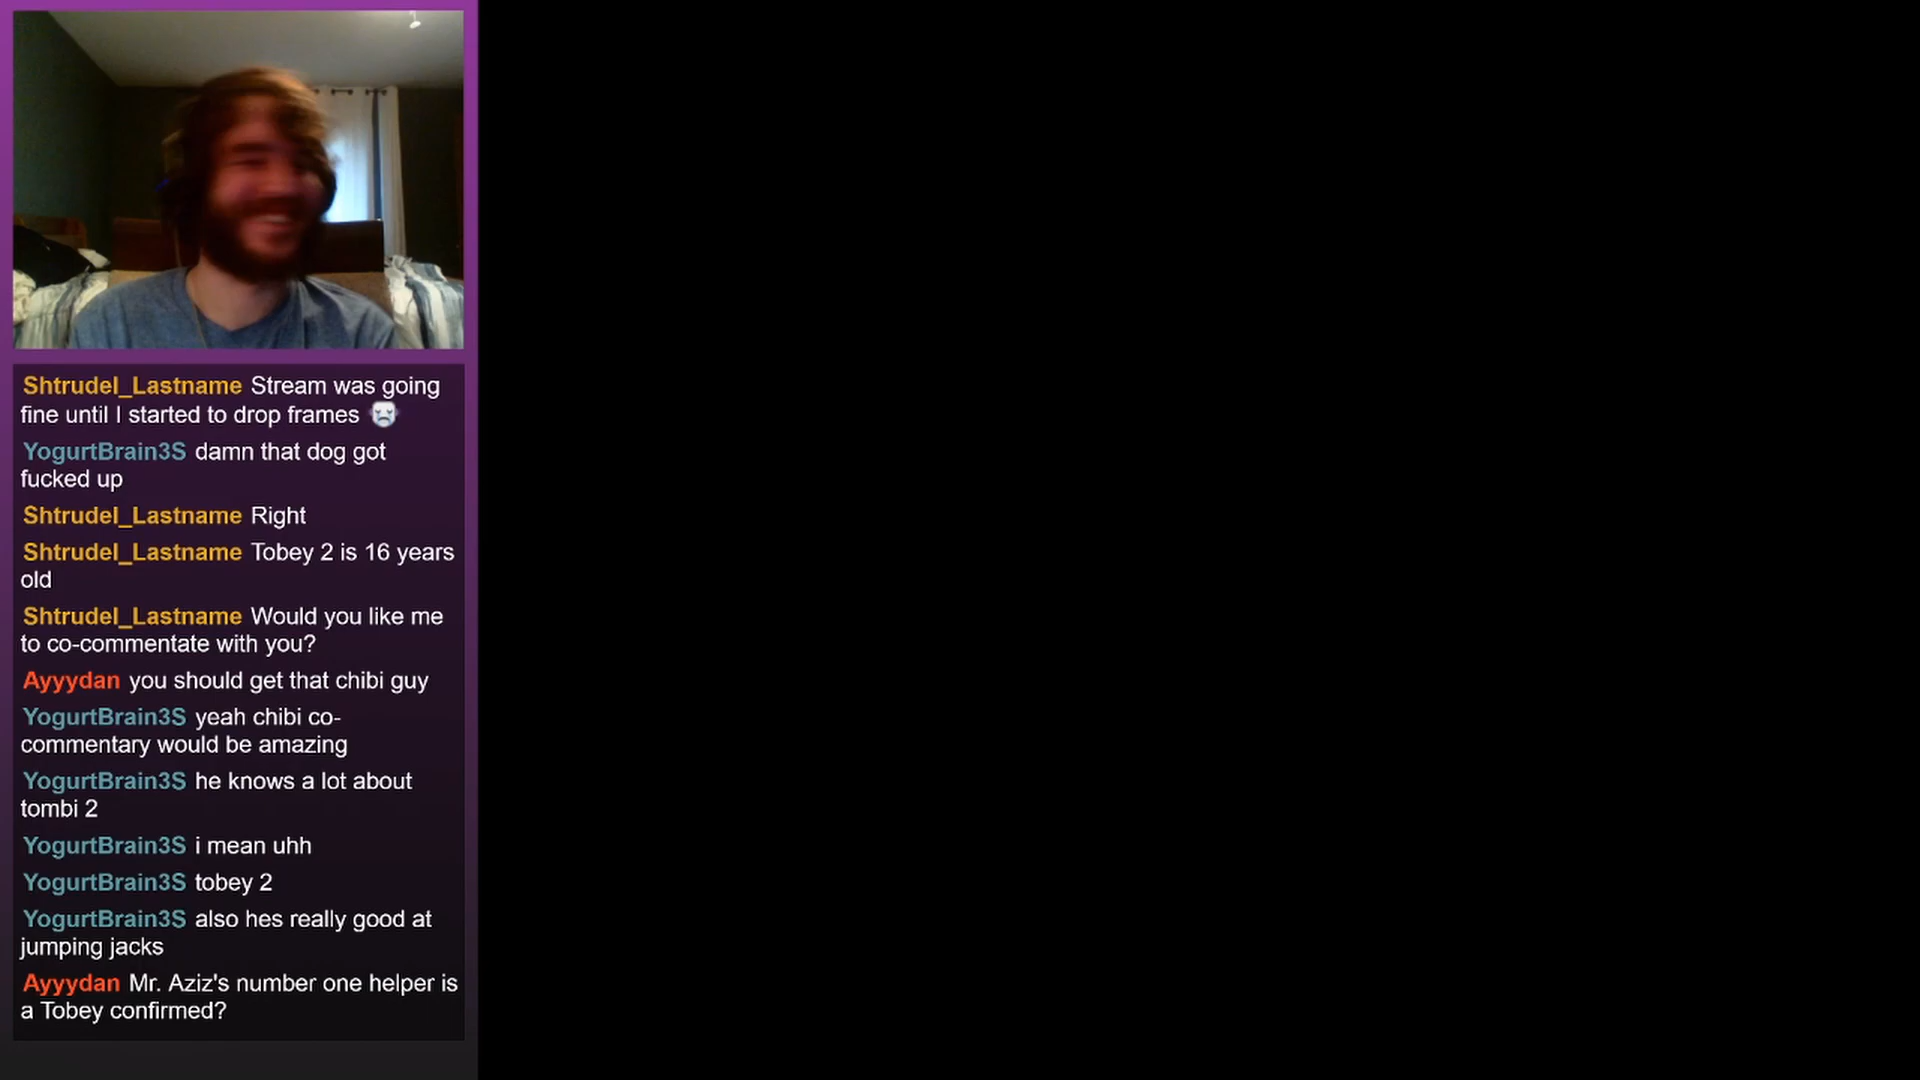 Shtrudel_Lastname Stream was going
fine until I started to drop frames
YogurtBrain3S damn that dog got
fucked up
Shtrudel_Lastname Right
Shtrudel_Lastname Tobey 2 is 16 years
old
Shtrudel_Lastname Would you like me
to co-commentate with you?
Ayyydan you should get that chibi guy
YogurtBrain3S yeah chibi co-
commentary would be amazing
YogurtBrain3S he knows a lot about
tombi 2
YogurtBrain3S i mean uhh
YogurtBrain3S tobey 2
YogurtBrain3S also hes really good at
jumping jacks
Ayyydan Mr. Aziz's number one helper is
a Tobey confirmed?